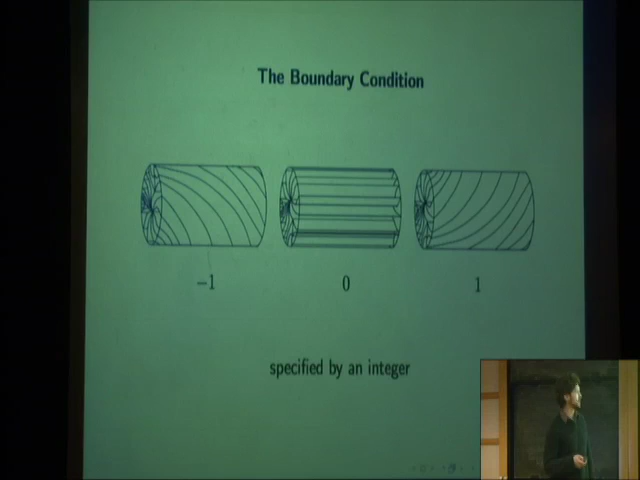 The Boundary Condition
-1 0 1
specified by an integer